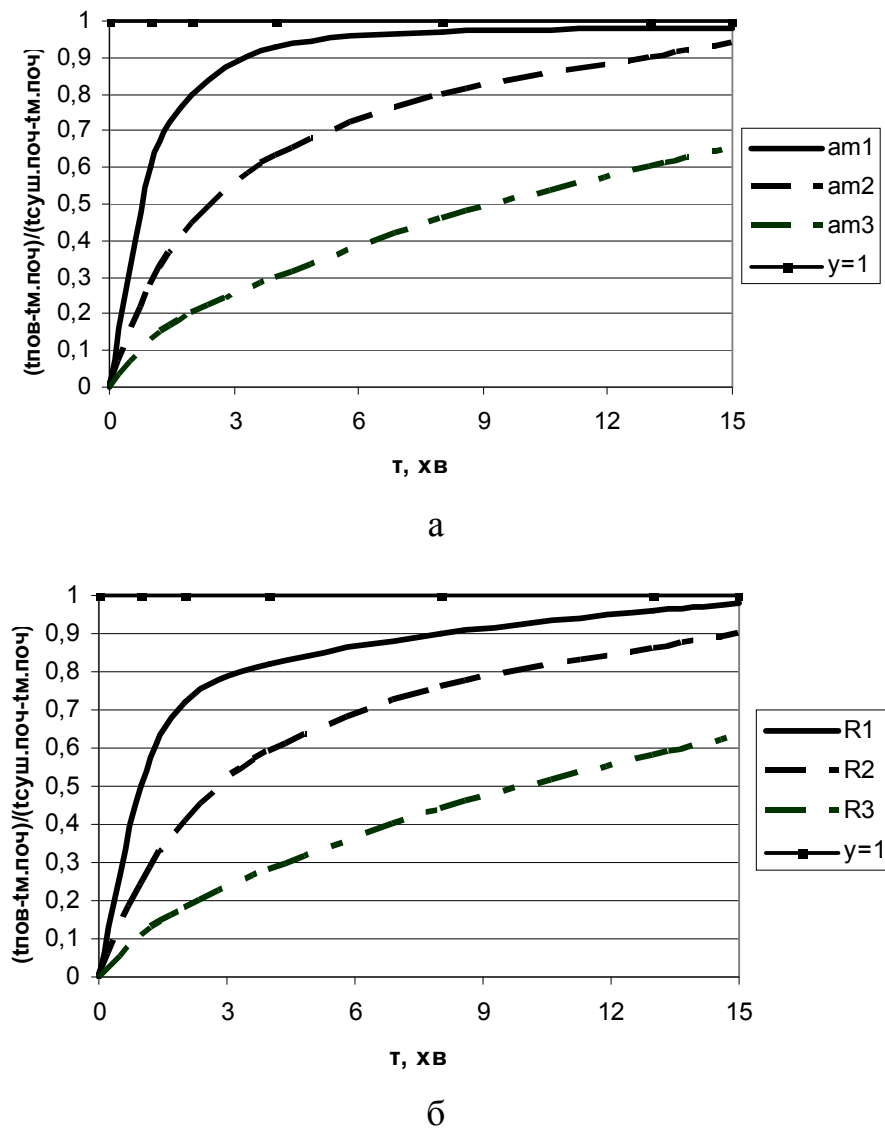 (tпов-tм.поч)/(tсуш.поч-tм.поч)
1
0,9
0,8
0,7
0,6
0,5
0,4
0,3
0,2
0,1
0
0 3 6 9 12 15
τ, хв
am1
am2
am3
y=1
а
(tпов-tм.поч)/(tсуш.поч-tм.поч)
1
0,9
0,8
0,7
0,6
0,5
0,4
0,3
0,2
0,1
0
0 3 6 9 12 15
τ, хв
R1
R2
R3
y=1
б